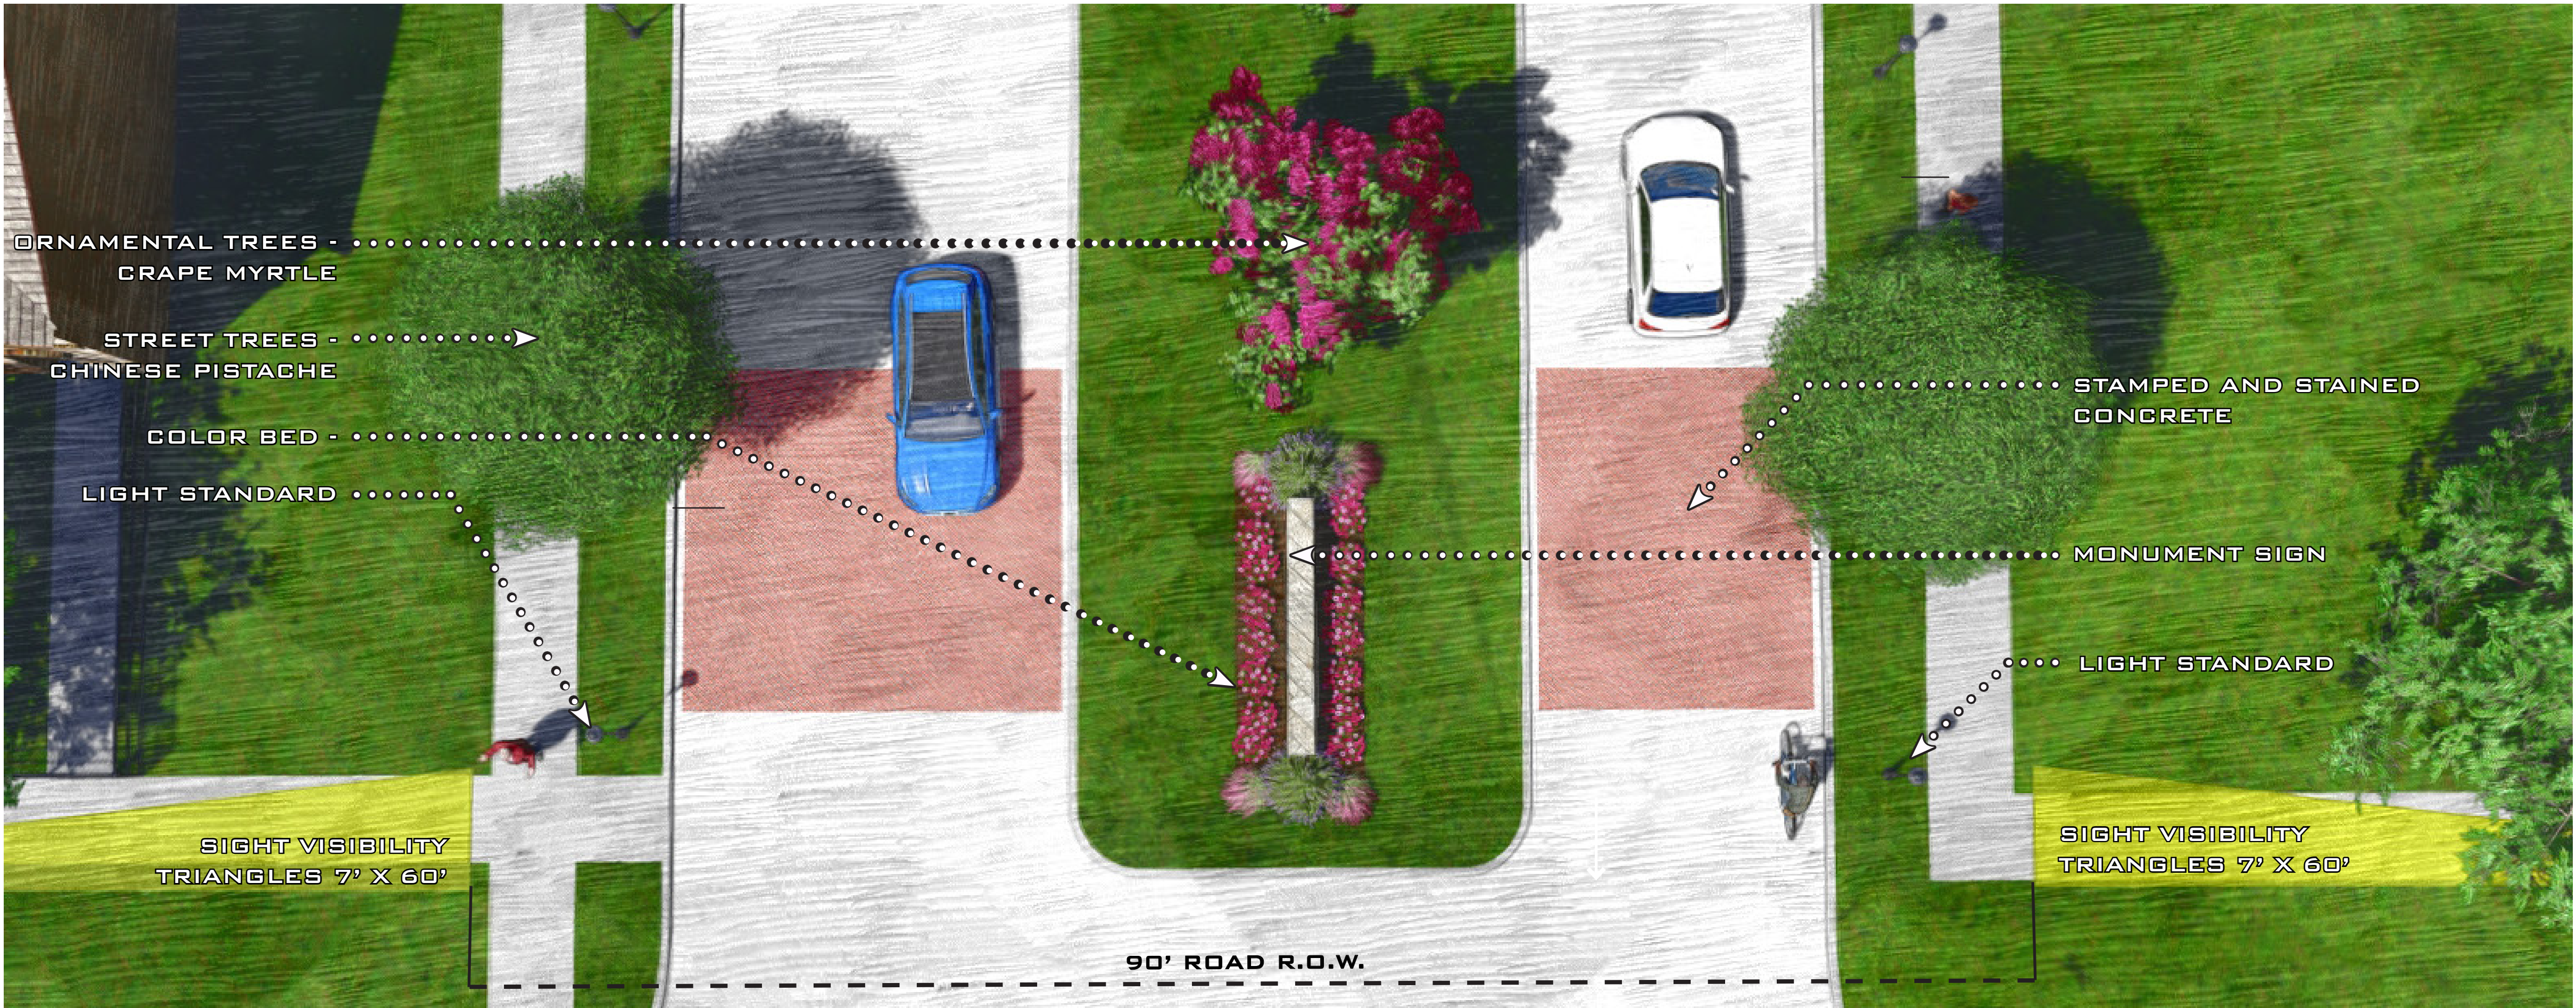 ORNAMENTAL TREES -
CRAPE MYRTLE
STREET TREES -
CHINESE PISTACHE
COLOR BED -
LIGHT STANDARD
STAMPED AND STAINED
CONCRETE
MONUMENT SIGN
LIGHT STANDARD
SIGHT VISIBILITY
TRIANGLES 7' X 60'
SIGHT VISIBILITY
TRIANGLES 7' X 60'
90' ROAD R.O.W.